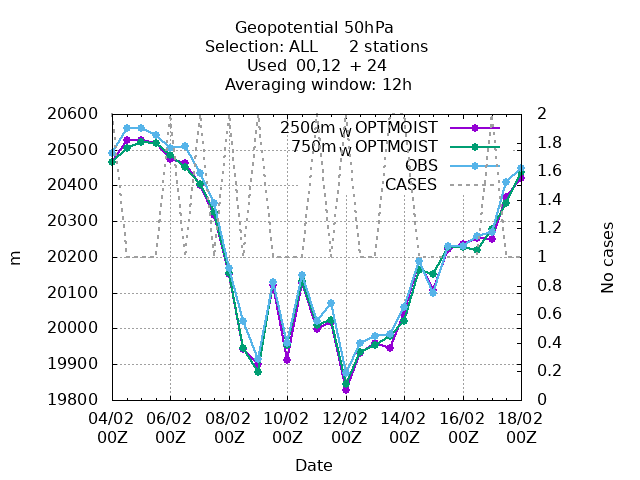 Geopotential 50hPa
Selection: ALL 2 stations
Used 00,12 + 24
Averaging window: 12h
20600 2
2500m W OPTMOIST
20500 1.8
750m W OPTMOIST
OBS
20400 1.6
CASES
20300 1.4
20200 1.2
m
20100 1
No cases
20000 0.8
0.6
19900 0.4
0.2
19800 0
04/02 06/02 08/02 10/02 12/02 14/02 16/02 18/02
00Z 00Z 00Z 00Z 00Z 00Z 00Z 00Z
Date